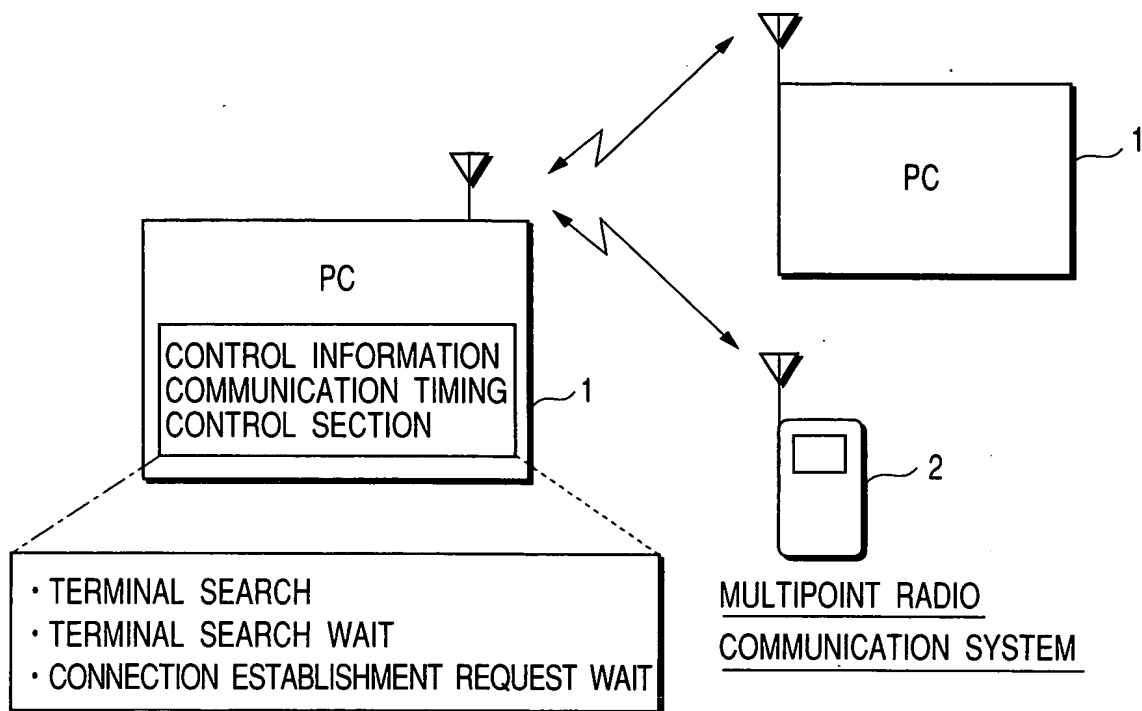 PC
1
PC
CONTROL INFORMATION
COMMUNICATION TIMING
CONTROL SECTION
1
2
· TERMINAL SEARCH
· TERMINAL SEARCH WAIT
· CONNECTION ESTABLISHMENT REQUEST WAIT
MULTIPOINT RADIO
COMMUNICATION SYSTEM